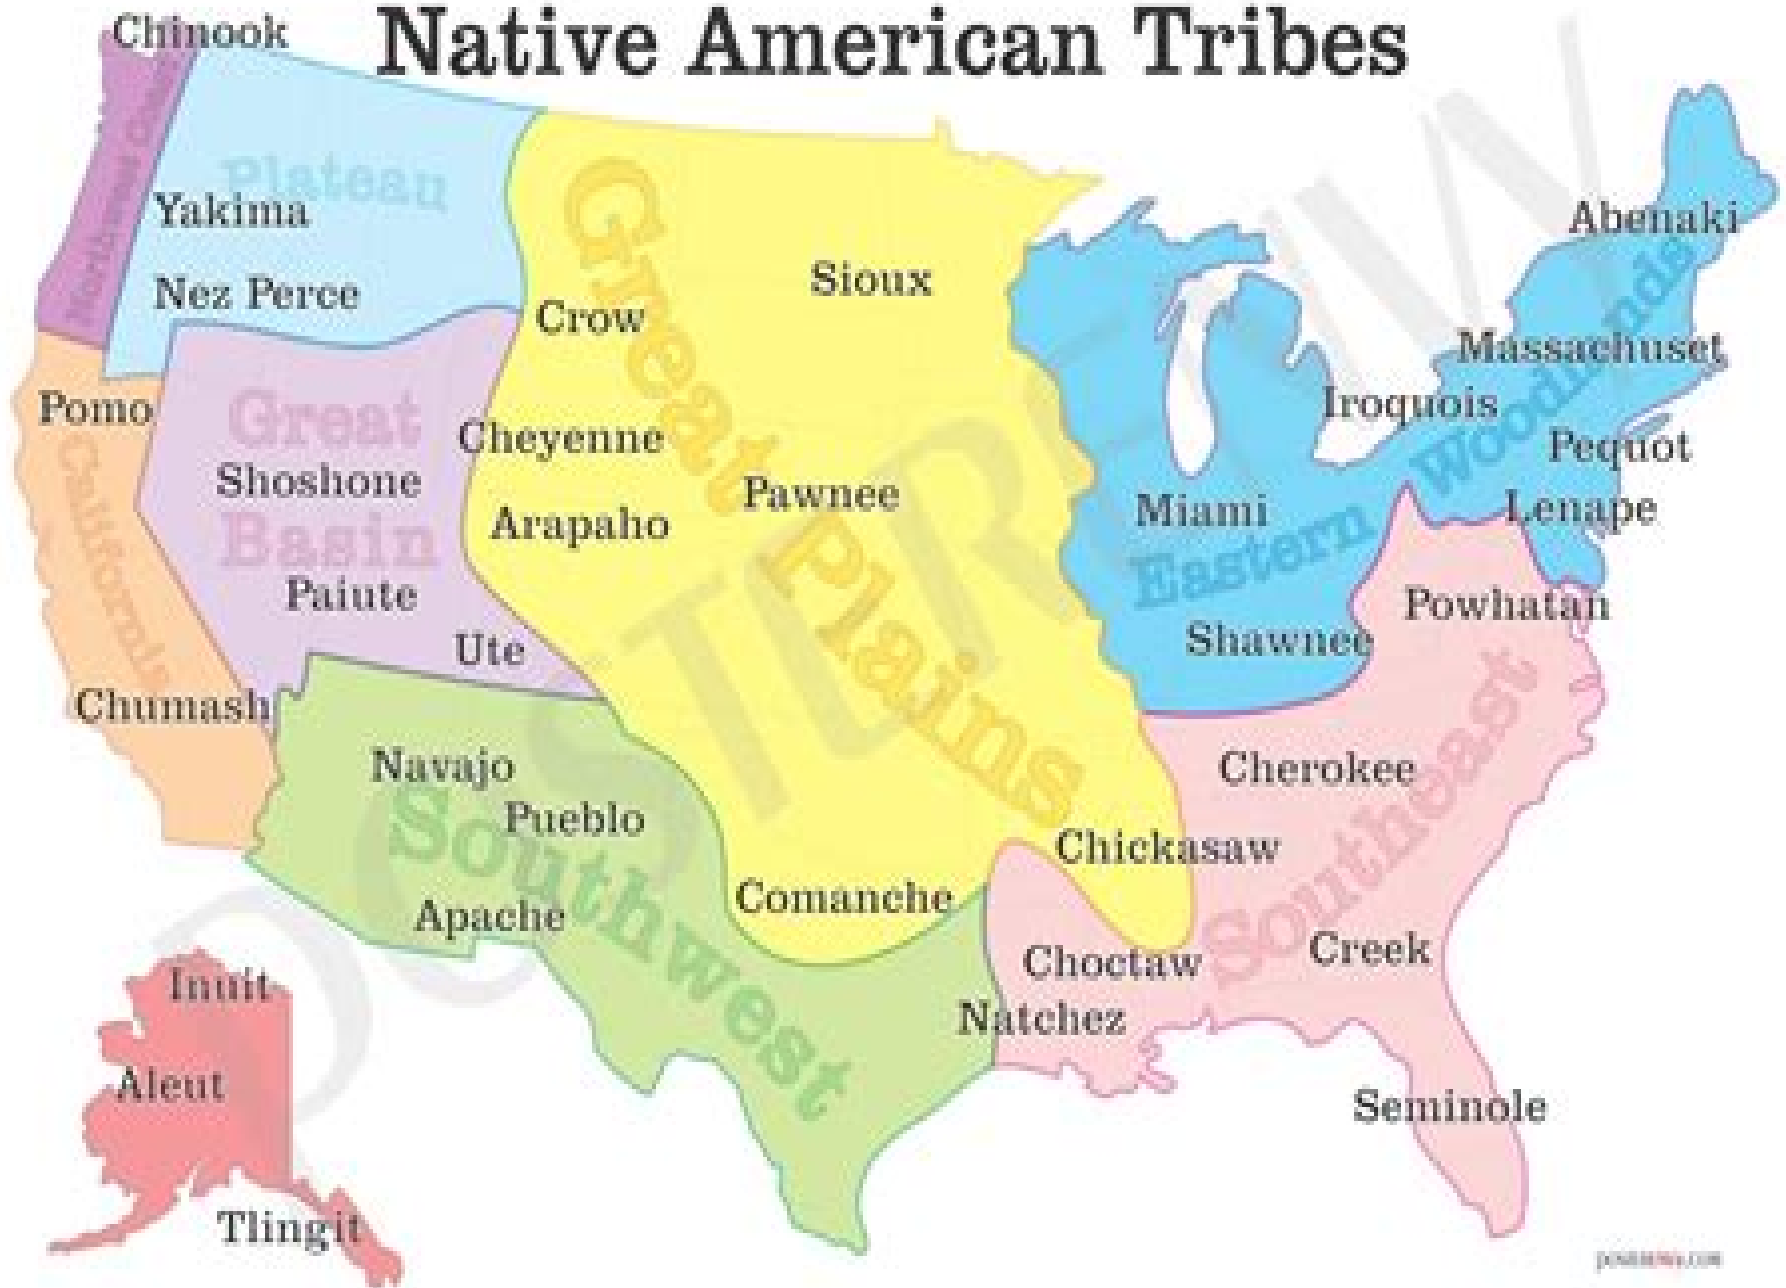 Native American Tribes
Chinook
Northwest
Plateau
Yakima
Nez Perce
Great Plains
Sioux
Crow
Abenaki
Massachuset
Iroquois
Pequot
Lenape
Eastern Woodlands
Miami
Shawnee
Pomo
California
Chumash
Great
Shoshone
Basin
Paiute
Ute
Cheyenne
Pawnee
Arapaho
Comanche
Navajo
Pueblo
Apache
Southwest
Powhatan
Cherokee
Chickasaw
Southeast
Choctaw
Creek
Natchez
Seminole
Inuit
Aleut
Tlingit